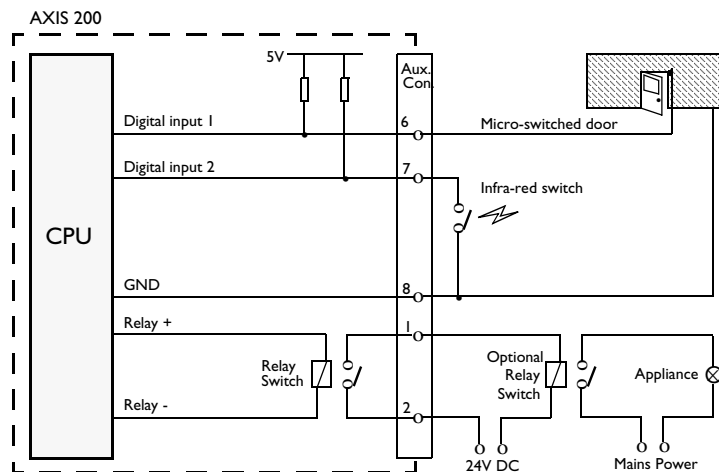 AXIS 200
5V
Aux.
Con.
Digital input 1
6
Micro-switched door
Digital input 2
7
Infra-red switch
CPU
GND
8
Relay +
1
Relay
Switch
Optional
Relay
Switch
Appliance
Relay -
2
24V DC
Mains Power